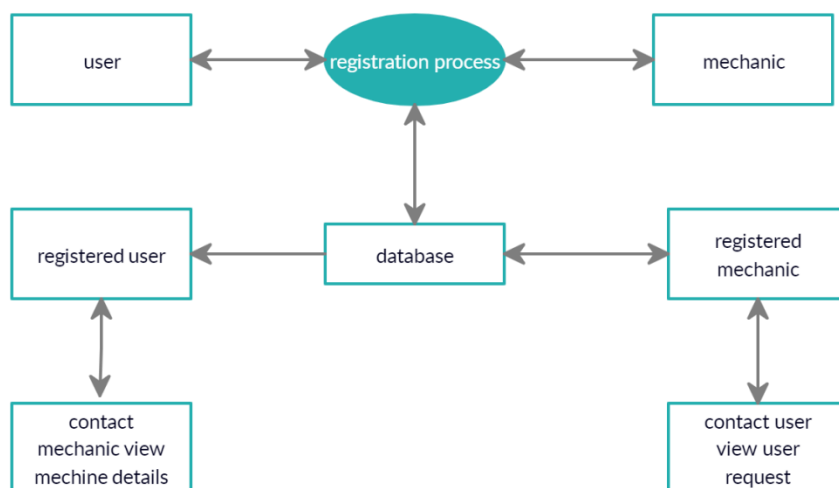 user
registration process
mechanic
registered user
database
registered
mechanic
contact
mechanic view
mechine details
contact user
view user
request